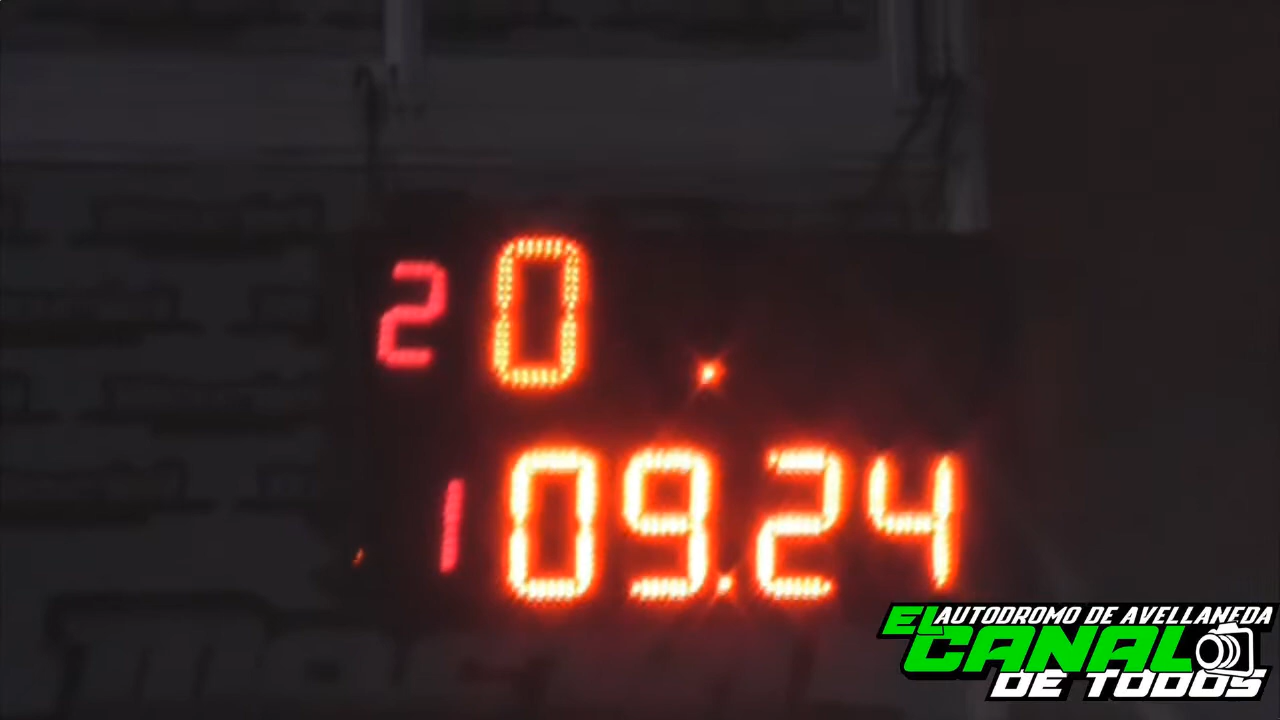 2 0 .
1 09.24
EL AUTODROMO DE AVELLANEDA
CANAL
DE TODOS